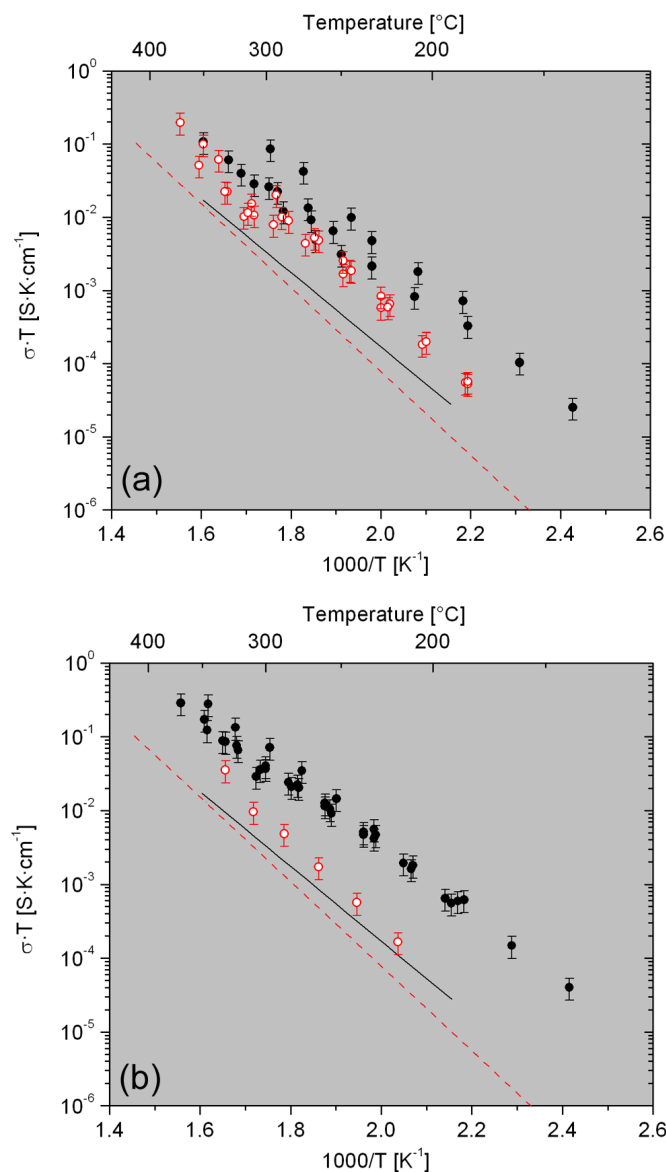 Temperature [°C]
400 300 200
10⁰
10⁻¹
10⁻²
10⁻³
10⁻⁴
10⁻⁵
10⁻⁶
σ·T [S·K·cm⁻¹]
(a)
1.4 1.6 1.8 2.0 2.2 2.4 2.6
1000/T [K⁻¹]
Temperature [°C]
400 300 200
10⁰
10⁻¹
10⁻²
10⁻³
10⁻⁴
10⁻⁵
10⁻⁶
σ·T [S·K·cm⁻¹]
(b)
1.4 1.6 1.8 2.0 2.2 2.4 2.6
1000/T [K⁻¹]